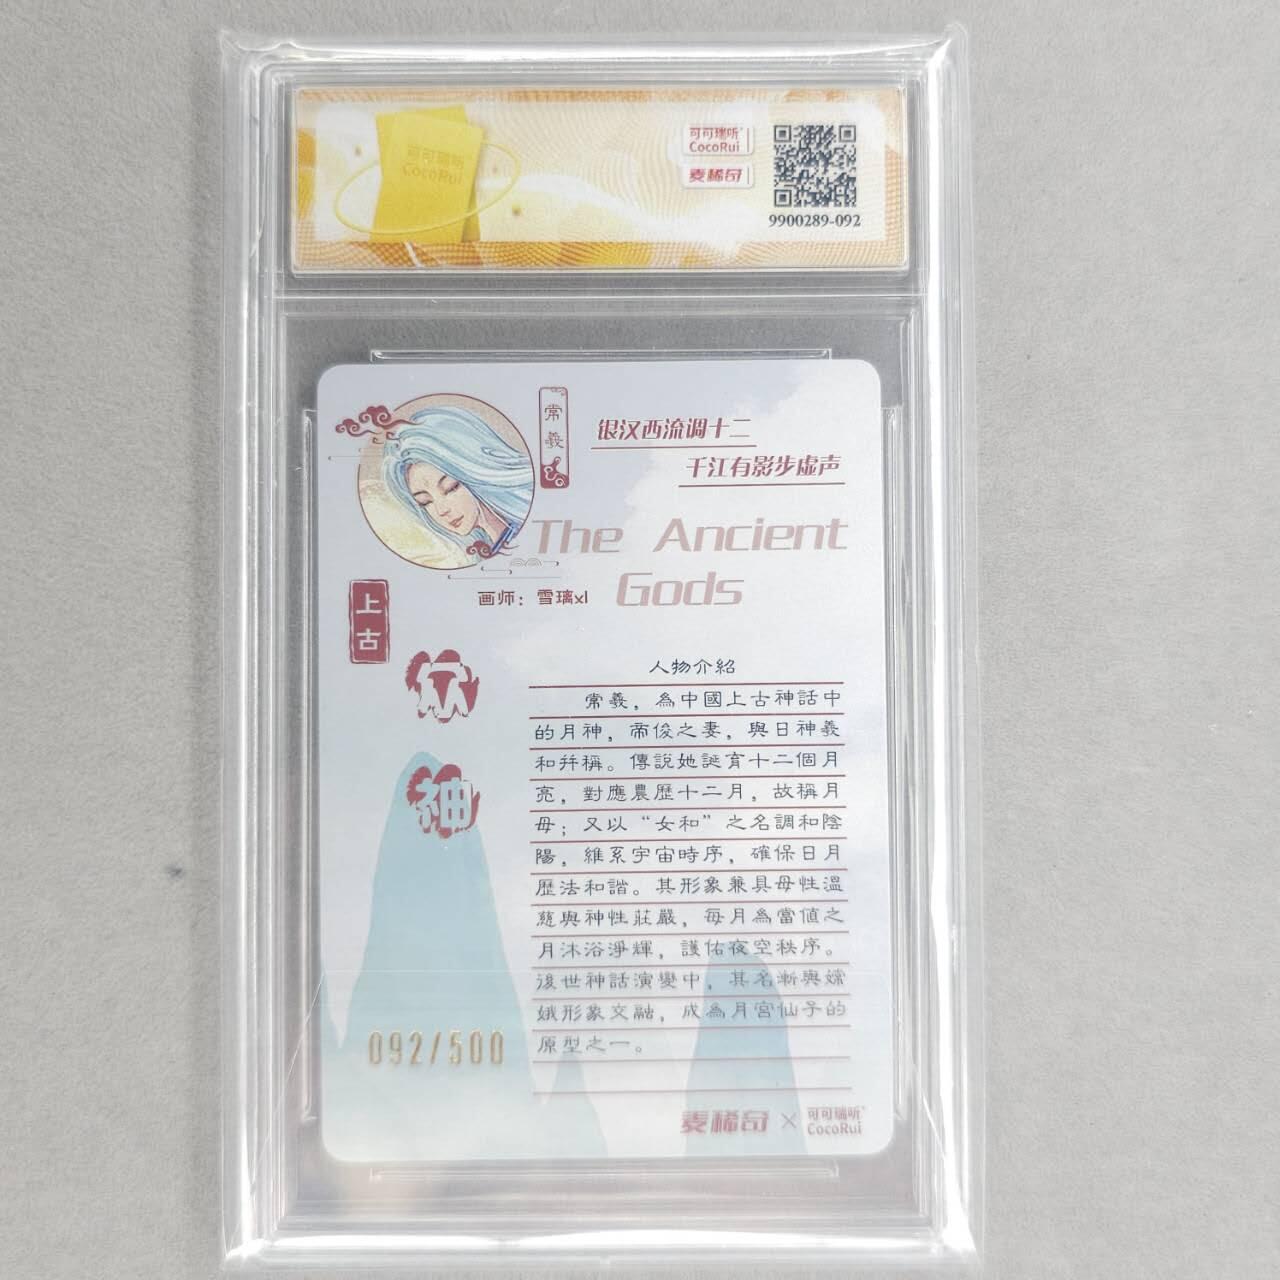 可可瑞听
CocoRui
可可瑞听
CocoRui
麦稀奇
9900289-092
常羲
银汉西流调十二
千江有影步虚声
The Ancient
Gods
画师：雪璃xl
上古
众
神
人物介紹
常羲，為中國上古神話中
的月神，帝俊之妻，與日神羲
和并稱。傳說她誕育十二個月
亮，對應農歷十二月，故稱月
母；又以“女和”之名調和陰
陽，維系宇宙時序，確保日月
歷法和諧。其形象兼具母性溫
慈與神性莊嚴，每月為當值之
月沐浴淨輝，護佑夜空秩序。
後世神話演變中，其名漸與嫦
娥形象交融，成為月宮仙子的
原型之一。
092/500
麦稀奇×可可瑞听
CocoRui